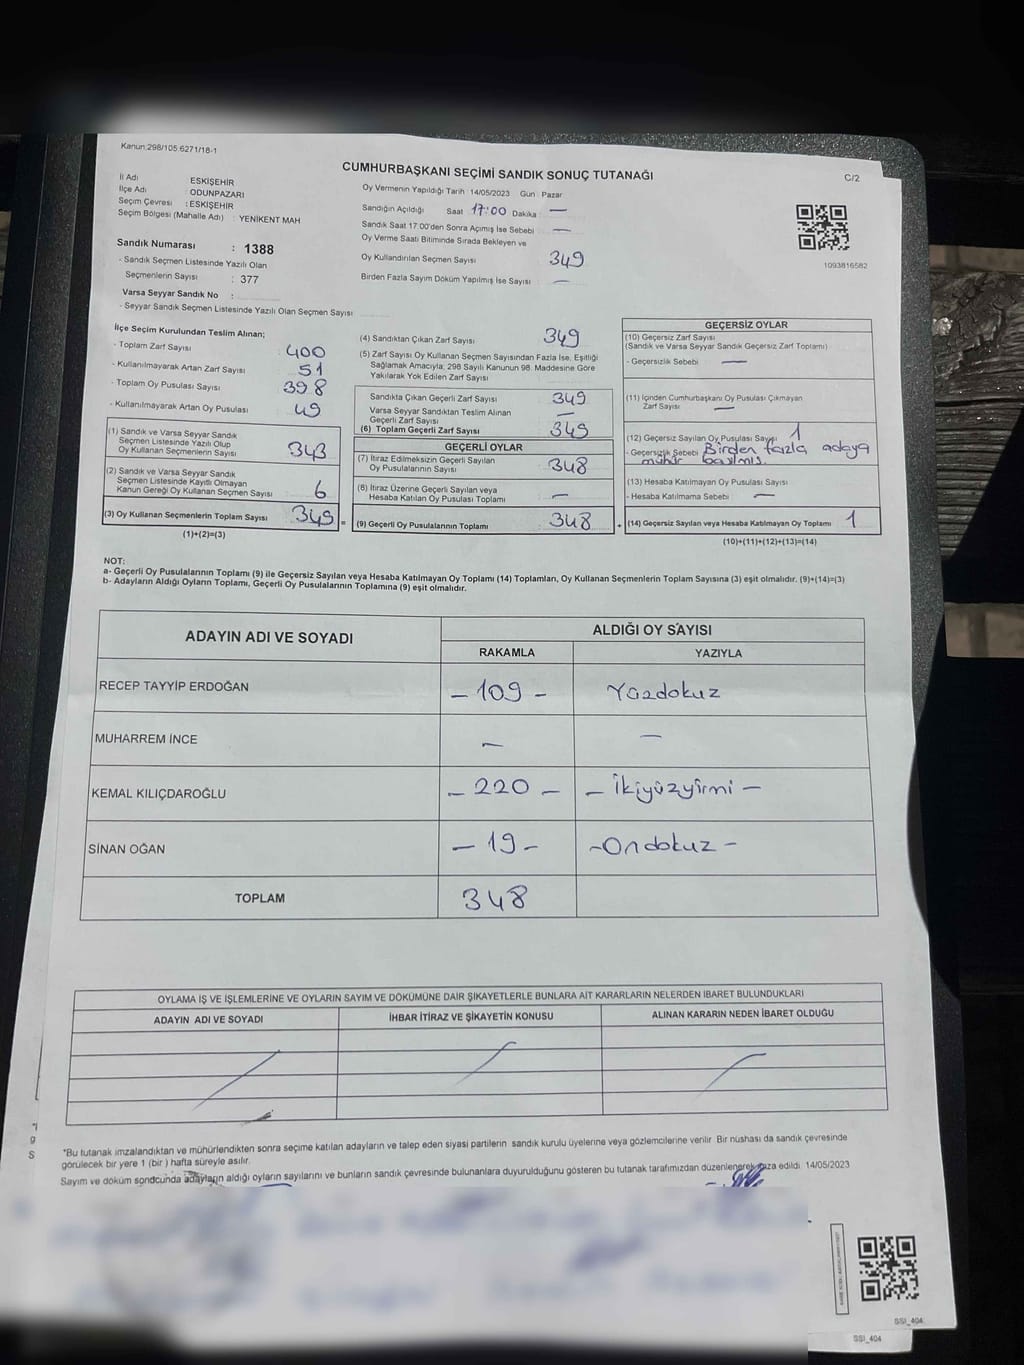 Kanun.298/105.6271/18-1
CUMHURBAŞKANI SEÇİMİ SANDIK SONUÇ TUTANAĞI
C/2
İl Adı ESKİŞEHİR
İlçe Adı : ODUNPAZARI
Seçim Çevresi : ESKİŞEHİR
Seçim Bölgesi (Mahalle Adı) : YENİKENT MAH
Oy Vermenin Yapıldığı Tarih 14/05/2023 Gün : Pazar
Sandığın Açıldığı Saat 17:00 Dakika : —
Sandık Saat 17 00'den Sonra Açımış İse Sebebi —
Oy Verme Saati Bitiminde Sırada Bekleyen ve
Oy Kullandırılan Seçmen Sayısı 349
Birden Fazla Sayım Döküm Yapılmış İse Sayısı —
1093816582
Sandık Numarası : 1388
- Sandık Seçmen Listesinde Yazılı Olan
Seçmenlerin Sayısı : 377
Varsa Seyyar Sandık No :
- Seyyar Sandık Seçmen Listesinde Yazılı Olan Seçmen Sayısı
İlçe Seçim Kurulundan Teslim Alınan;
- Toplam Zarf Sayısı 400
- Kullanılmayarak Artan Zarf Sayısı 51
- Toplam Oy Pusulası Sayısı 398
- Kullanılmayarak Artan Oy Pusulası 49
(1) Sandık ve Varsa Seyyar Sandık
Seçmen Listesinde Yazılı Olup
Oy Kullanan Seçmenlerin Sayısı 343
(2) Sandık ve Varsa Seyyar Sandık
Seçmen Listesinde Kayıtlı Olmayan
Kanun Gereği Oy Kullanan Seçmen Sayısı 6
(3) Oy Kullanan Seçmenlerin Toplam Sayısı 349 =
(1)+(2)=(3)
(4) Sandıktan Çıkan Zarf Sayısı 349
(5) Zarf Sayısı Oy Kullanan Seçmen Sayısından Fazla İse, Eşitliği
Sağlamak Amacıyla; 298 Sayılı Kanunun 98. Maddesine Göre
Yakılarak Yok Edilen Zarf Sayısı
Sandıkta Çıkan Geçerli Zarf Sayısı 349
Varsa Seyyar Sandıktan Teslim Alınan
Geçerli Zarf Sayısı —
(6) Toplam Geçerli Zarf Sayısı 349
GEÇERLİ OYLAR
(7) İtiraz Edilmeksizin Geçerli Sayılan
Oy Pusulalarının Sayısı 348
(8) İtiraz Üzerine Geçerli Sayılan veya
Hesaba Katılan Oy Pusulası Toplamı —
(9) Geçerli Oy Pusulalarının Toplamı 348 +
GEÇERSİZ OYLAR
(10) Geçersiz Zarf Sayısı
(Sandık ve Varsa Seyyar Sandık Geçersiz Zarf Toplamı)
- Geçersizlik Sebebi —
(11) İçinden Cumhurbaşkanı Oy Pusulası Çıkmayan
Zarf Sayısı —
(12) Geçersiz Sayılan Oy Pusulası Sayısı 1
- Geçersizlik Sebebi Birden fazla adaya
mühür basılmış.
(13) Hesaba Katılmayan Oy Pusulası Sayısı
- Hesaba Katılmama Sebebi —
(14) Geçersiz Sayılan veya Hesaba Katılmayan Oy Toplamı 1
(10)+(11)+(12)+(13)=(14)
NOT:
a- Geçerli Oy Pusulalarının Toplamı (9) ile Geçersiz Sayılan veya Hesaba Katılmayan Oy Toplamı (14) Toplamları, Oy Kullanan Seçmenlerin Toplam Sayısına (3) eşit olmalıdır. (9)+(14)=(3)
b- Adayların Aldığı Oyların Toplamı, Geçerli Oy Pusulalarının Toplamına (9) eşit olmalıdır.
ADAYIN ADI VE SOYADI
ALDIĞI OY SAYISI
RAKAMLA YAZIYLA
RECEP TAYYİP ERDOĞAN - 109 - Yüzdokuz
MUHARREM İNCE — —
KEMAL KILIÇDAROĞLU - 220 - - İkiyüzyirmi -
SİNAN OĞAN - 19 - - Ondokuz -
TOPLAM 348
OYLAMA İŞ VE İŞLEMLERİNE VE OYLARIN SAYIM VE DÖKÜMÜNE DAİR ŞİKAYETLERLE BUNLARA AİT KARARLARIN NELERDEN İBARET BULUNDUKLARI
ADAYIN ADI VE SOYADI İHBAR İTİRAZ VE ŞİKAYETİN KONUSU ALINAN KARARIN NEDEN İBARET OLDUĞU
*Bu tutanak imzalandıktan ve mühürlendikten sonra seçime katılan adayların ve talep eden siyasi partilerin sandık kurulu üyelerine veya gözlemcilerine verilir Bir nüshası da sandık çevresinde
görülecek bir yere 1 (bir ) hafta süreyle asılır.
Sayım ve döküm sonucunda adayların aldığı oyların sayılarını ve bunların sandık çevresinde bulunanlara duyurulduğunu gösteren bu tutanak tarafımızdan düzenlenerek imza edildi. 14/05/2023
SSI_404
SSI_404